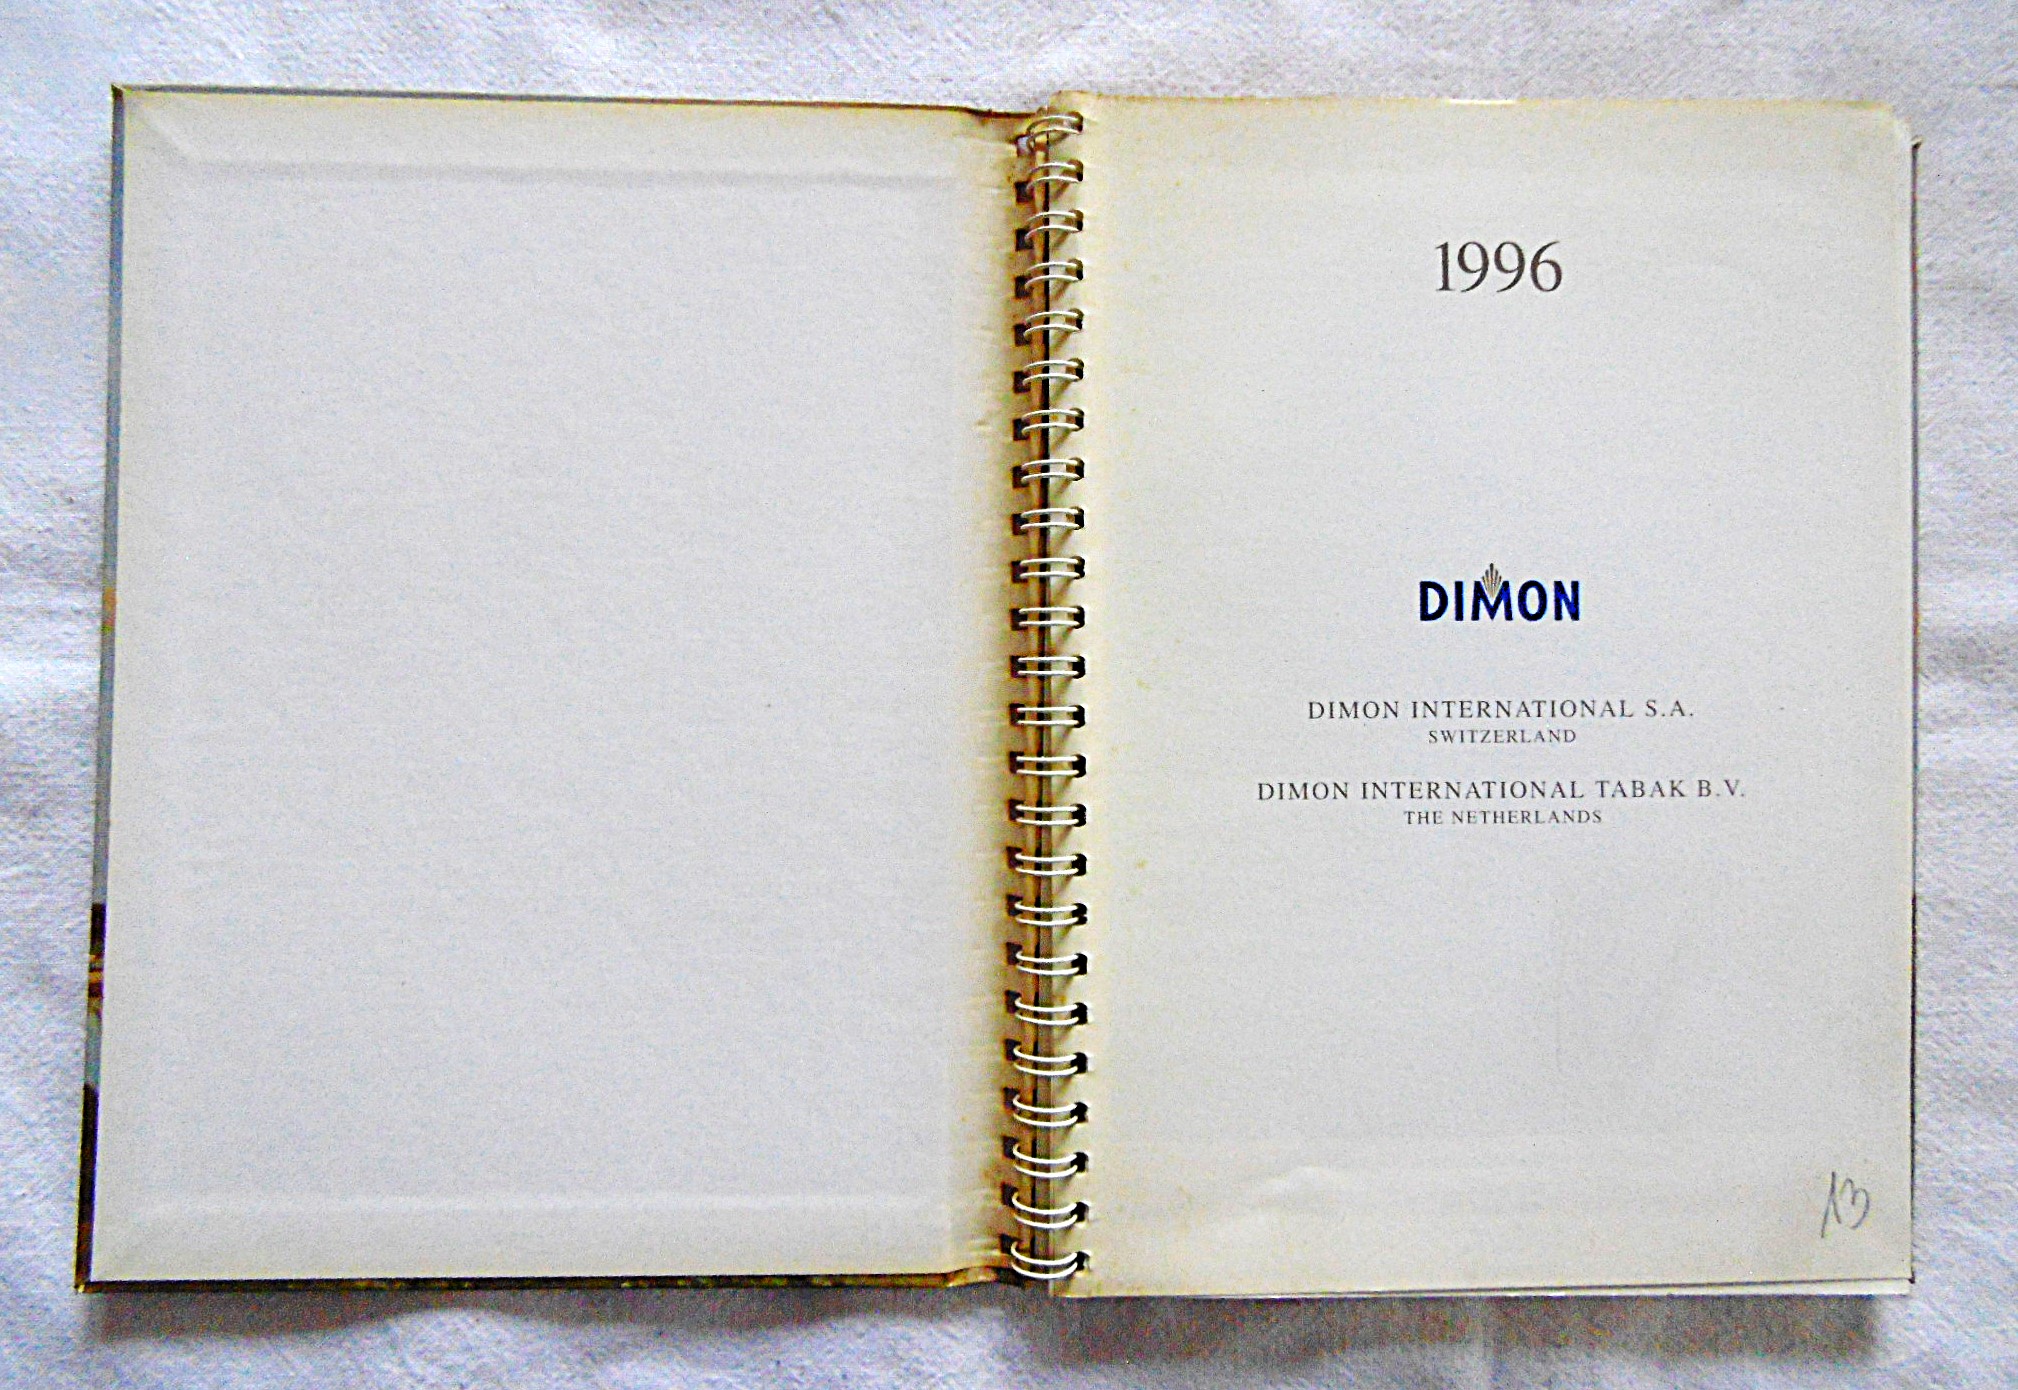 1996
DIMON
DIMON INTERNATIONAL S.A.
SWITZERLAND
DIMON INTERNATIONAL TABAK B.V.
THE NETHERLANDS
13